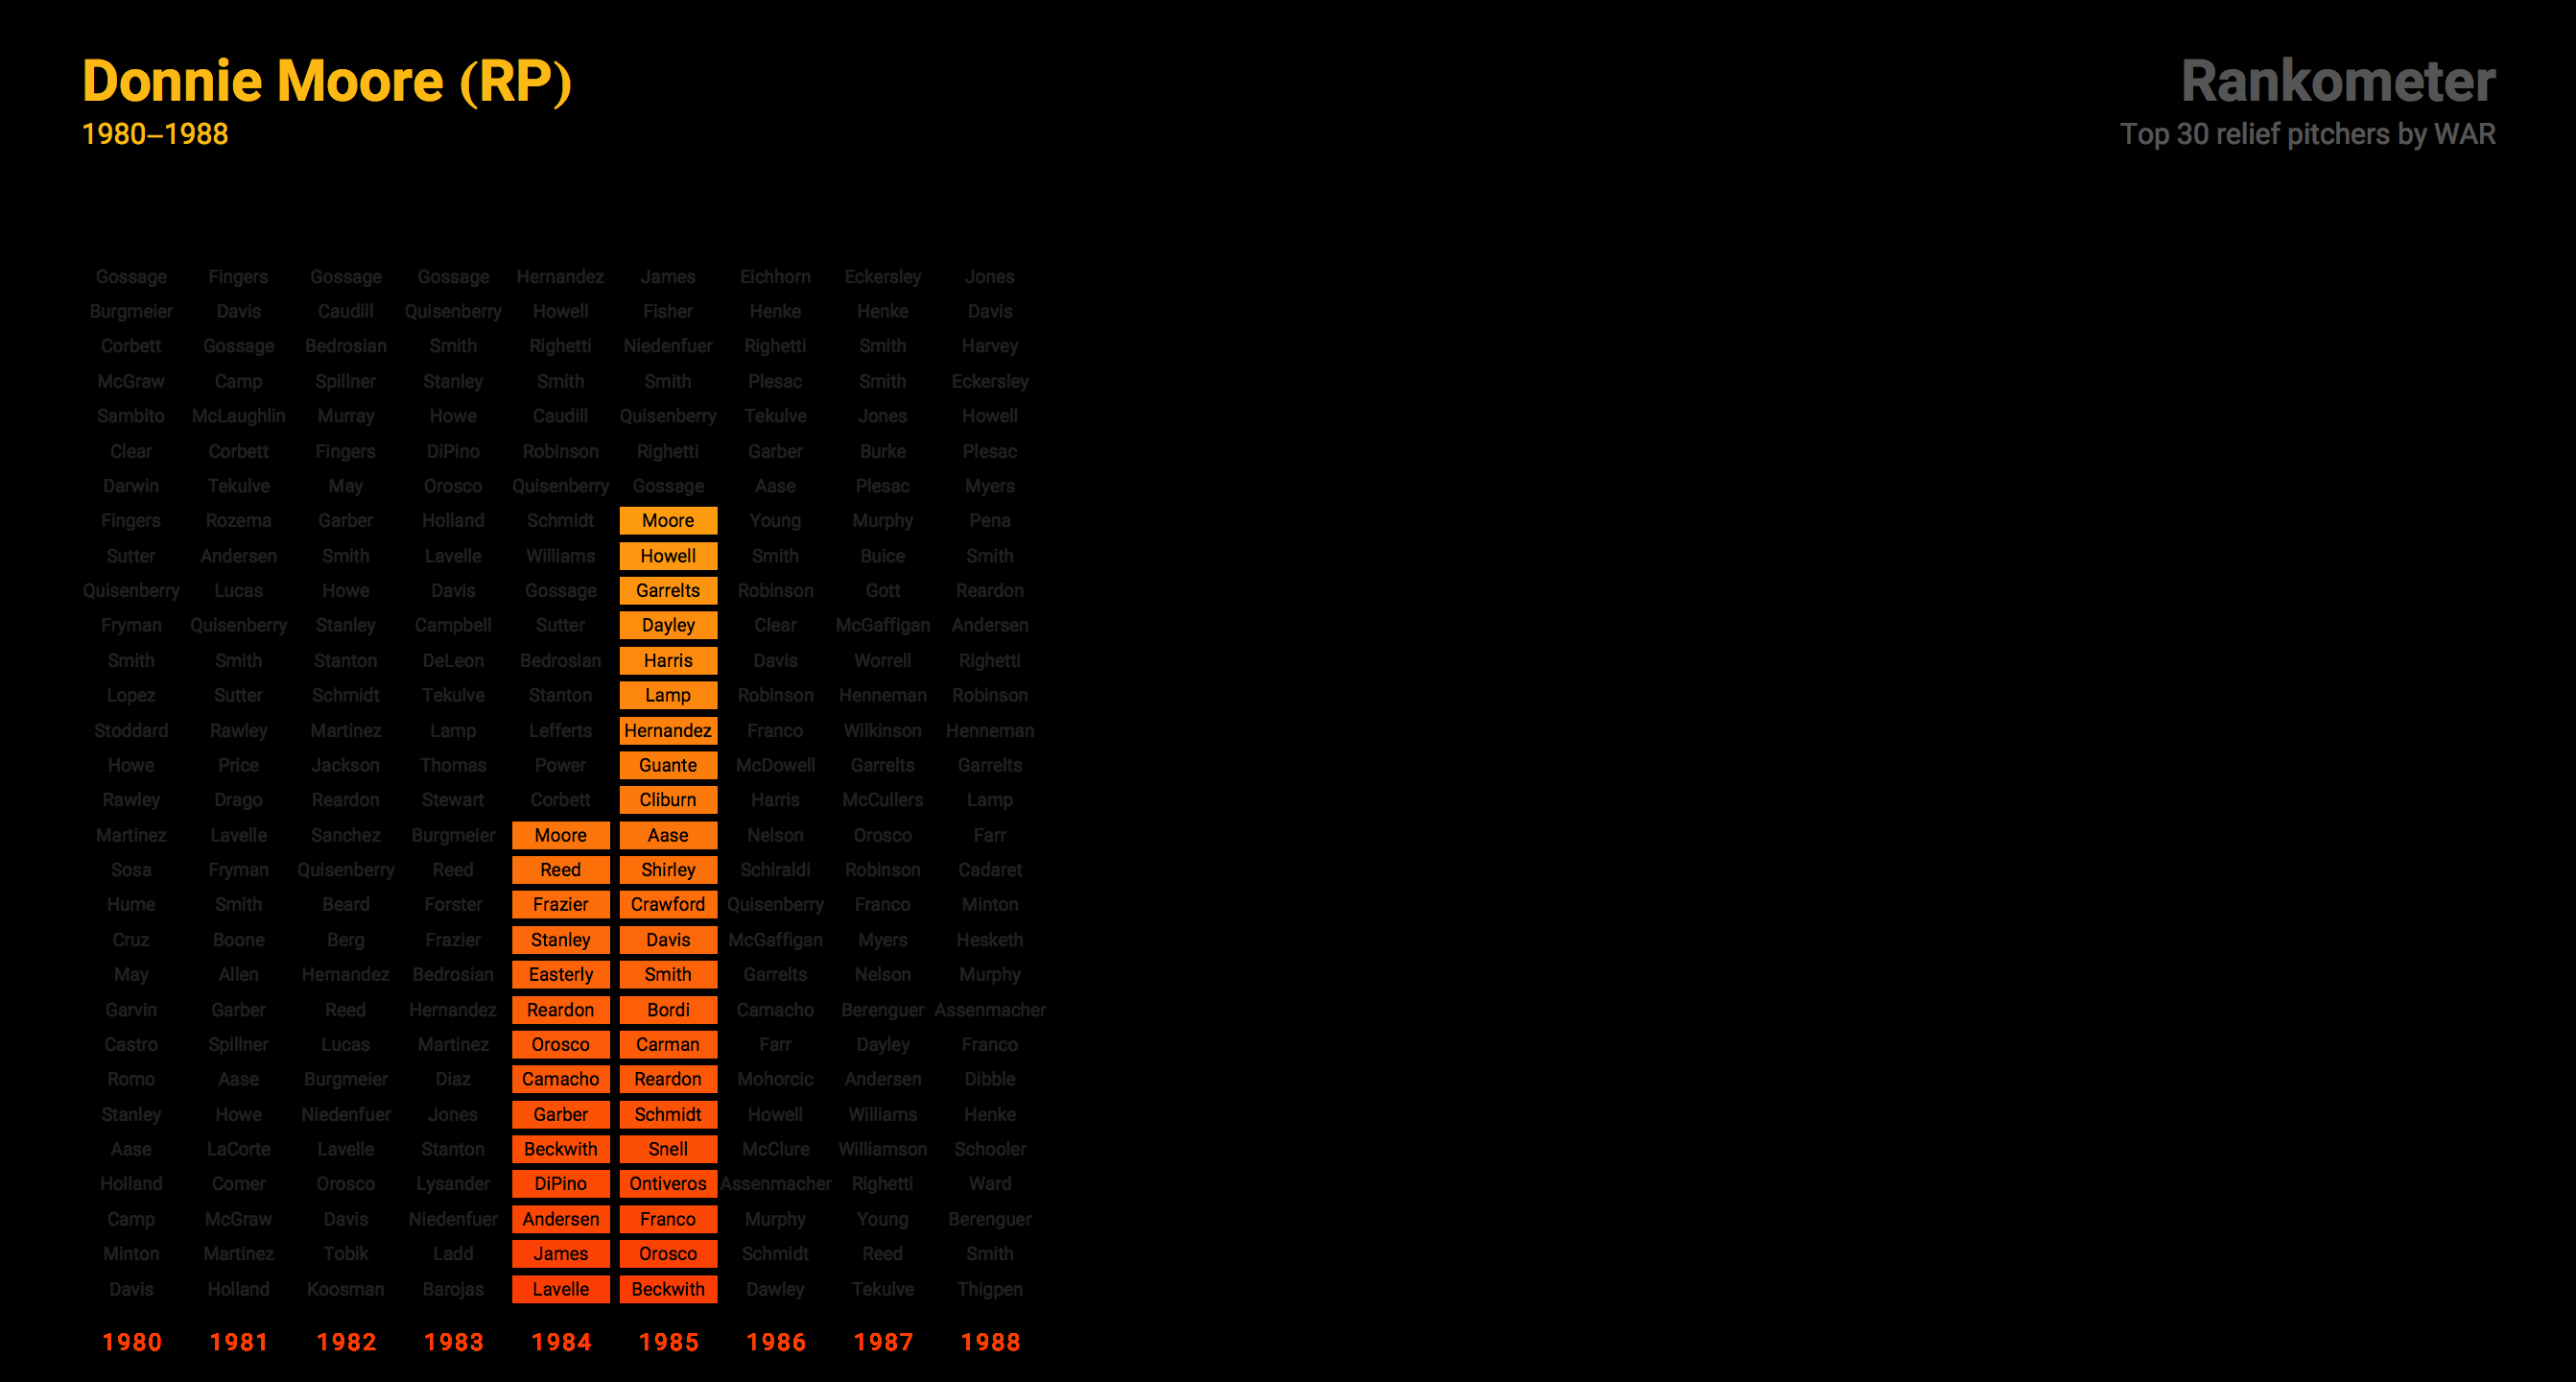 Donnie Moore (RP)
1980–1988
Rankometer
Top 30 relief pitchers by WAR
Gossage Fingers Gossage Gossage Hernandez James Eichhorn Eckersley Jones
Burgmeier Davis Caudill Quisenberry Howell Fisher Henke Henke Davis
Corbett Gossage Bedrosian Smith Righetti Niedenfuer Righetti Smith Harvey
McGraw Camp Spillner Stanley Smith Smith Plesac Smith Eckersley
Sambito McLaughlin Murray Howe Caudill Quisenberry Tekulve Jones Howell
Clear Corbett Fingers DiPino Robinson Righetti Garber Burke Plesac
Darwin Tekulve May Orosco Quisenberry Gossage Aase Plesac Myers
Fingers Rozema Garber Holland Schmidt Moore Young Murphy Pena
Sutter Andersen Smith Lavelle Williams Howell Smith Buice Smith
Quisenberry Lucas Howe Davis Gossage Garrelts Robinson Gott Reardon
Fryman Quisenberry Stanley Campbell Sutter Dayley Clear McGaffigan Andersen
Smith Smith Stanton DeLeon Bedrosian Harris Davis Worrell Righetti
Lopez Sutter Schmidt Tekulve Stanton Lamp Robinson Henneman Robinson
Stoddard Rawley Martinez Lamp Lefferts Hernandez Franco Wilkinson Henneman
Howe Price Jackson Thomas Power Guante McDowell Garrelts Garrelts
Rawley Drago Reardon Stewart Corbett Cliburn Harris McCullers Lamp
Martinez Lavelle Sanchez Burgmeier Moore Aase Nelson Orosco Farr
Sosa Fryman Quisenberry Reed Reed Shirley Schiraldi Robinson Cadaret
Hume Smith Beard Forster Frazier Crawford Quisenberry Franco Minton
Cruz Boone Berg Frazier Stanley Davis McGaffigan Myers Hesketh
May Allen Hernandez Bedrosian Easterly Smith Garrelts Nelson Murphy
Garvin Garber Reed Hernandez Reardon Bordi Camacho Berenguer Assenmacher
Castro Spillner Lucas Martinez Orosco Carman Farr Dayley Franco
Romo Aase Burgmeier Diaz Camacho Reardon Mohorcic Andersen Dibble
Stanley Howe Niedenfuer Jones Garber Schmidt Howell Williams Henke
Aase LaCorte Lavelle Stanton Beckwith Snell McClure Williamson Schooler
Holland Comer Orosco Lysander DiPino Ontiveros Assenmacher Righetti Ward
Camp McGraw Davis Niedenfuer Andersen Franco Murphy Young Berenguer
Minton Martinez Tobik Ladd James Orosco Schmidt Reed Smith
Davis Holland Koosman Barojas Lavelle Beckwith Dawley Tekulve Thigpen
1980 1981 1982 1983 1984 1985 1986 1987 1988